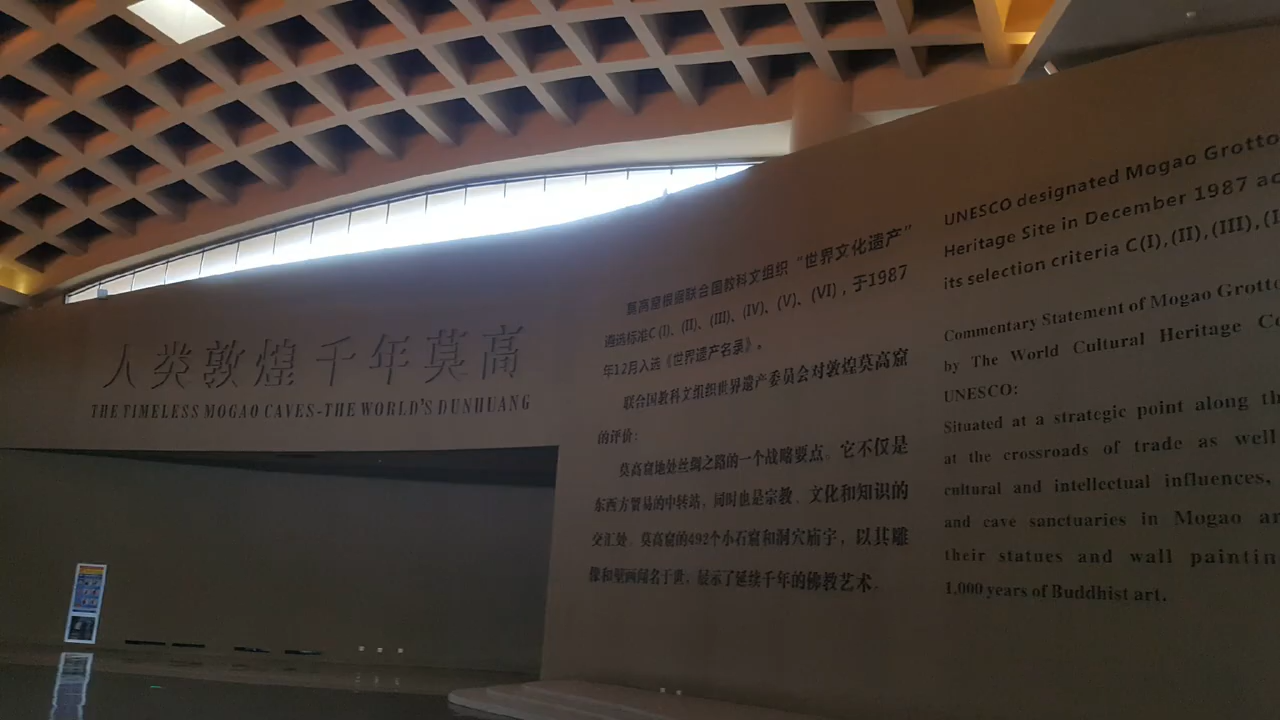 人类敦煌 千年莫高
THE TIMELESS MOGAO CAVES-THE WORLD'S DUNHUANG
莫高窟根据联合国教科文组织“世界文化遗产”
遴选标准C(I)、(II)、(III)、(IV)、(V)、(VI)，于1987
年12月入选《世界遗产名录》。
联合国教科文组织世界遗产委员会对敦煌莫高窟
的评价：
莫高窟地处丝绸之路的一个战略要点。它不仅是
东西方贸易的中转站，同时也是宗教、文化和知识的
交汇处。莫高窟的492个小石窟和洞穴庙宇，以其雕
像和壁画闻名于世，展示了延续千年的佛教艺术。
UNESCO designated Mogao Grotto
Heritage Site in December 1987 ac
its selection criteria C(I),(II),(III),(I
Commentary Statement of Mogao Grotto
by The World Cultural Heritage Co
UNESCO:
Situated at a strategic point along th
at the crossroads of trade as well
cultural and intellectual influences,
and cave sanctuaries in Mogao ar
their statues and wall paintin
1,000 years of Buddhist art.